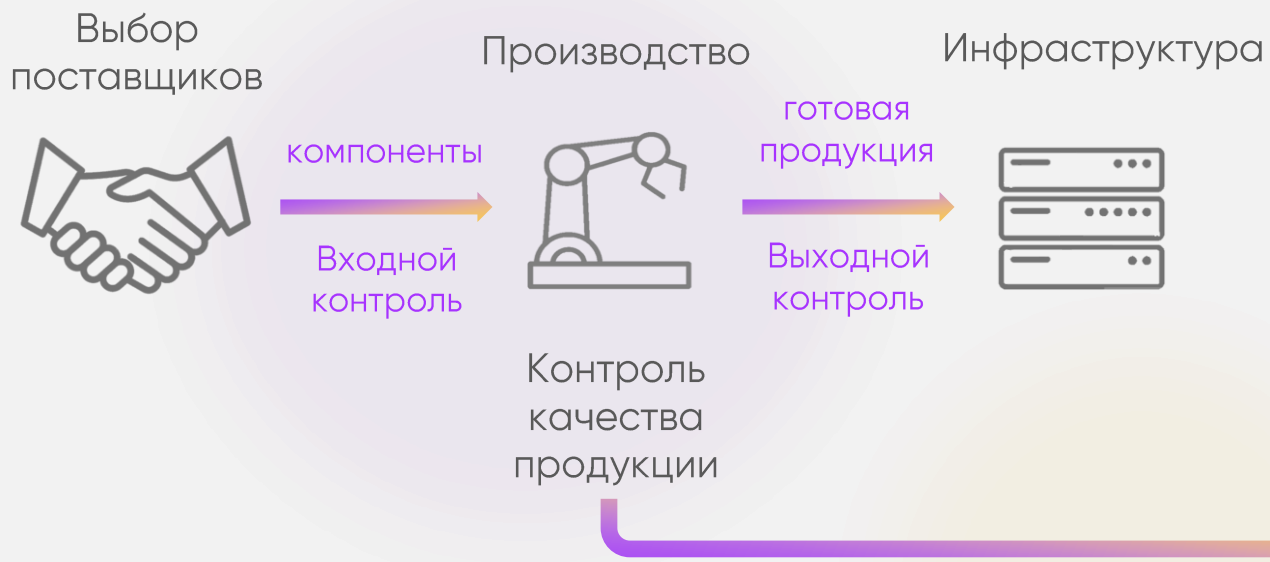 Выбор
поставщиков
Производство
Инфраструктура
компоненты
Входной
контроль
готовая
продукция
Выходной
контроль
Контроль
качества
продукции